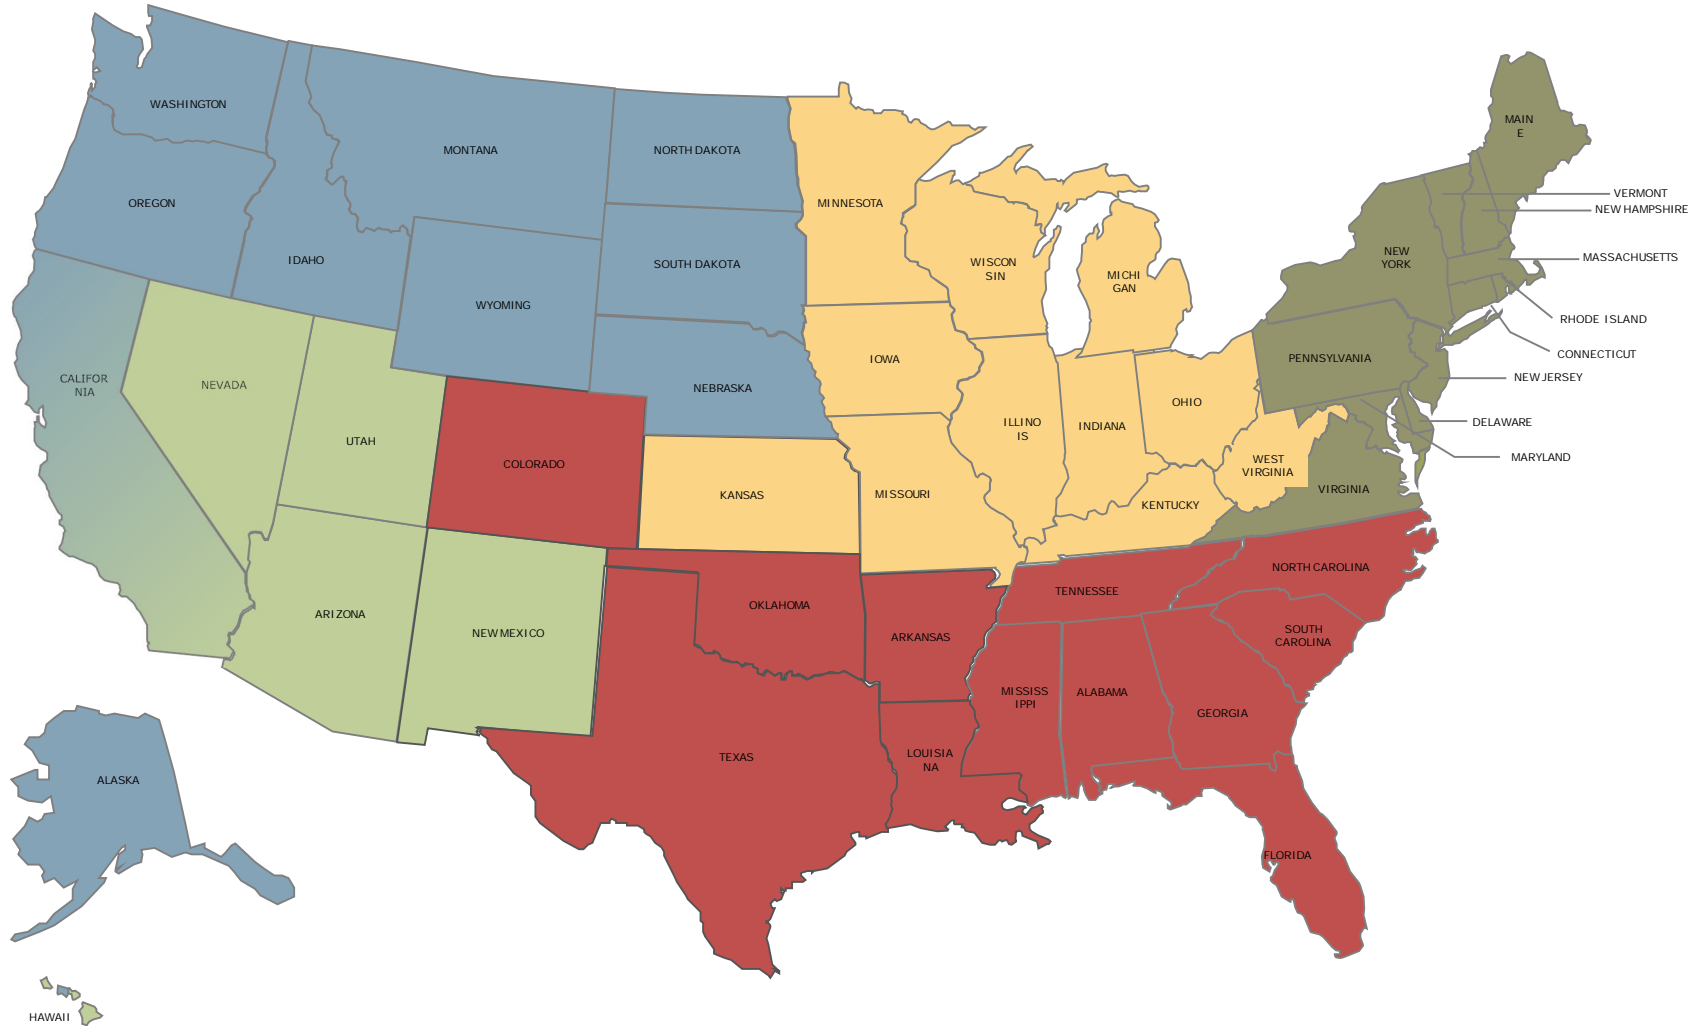 WASHINGTON
MONTANA
NORTH DAKOTA
MAIN
E
OREGON
MINNESOTA
VERMONT
NEW HAMPSHIRE
IDAHO
SOUTH DAKOTA
WISCON
SIN
MICHI
GAN
NEW
YORK
MASSACHUSETTS
WYOMING
RHODE ISLAND
IOWA
PENNSYLVANIA
CONNECTICUT
CALIFOR
NIA
NEVADA
NEBRASKA
NEW JERSEY
OHIO
UTAH
ILLINO
IS
INDIANA
DELAWARE
COLORADO
WEST
VIRGINIA
MARYLAND
KANSAS
MISSOURI
KENTUCKY
VIRGINIA
NORTH CAROLINA
ARIZONA
NEW MEXICO
OKLAHOMA
ARKANSAS
TENNESSEE
SOUTH
CAROLINA
MISSISS
IPPI
ALABAMA
GEORGIA
TEXAS
LOUISIA
NA
ALASKA
FLORIDA
HAWAII